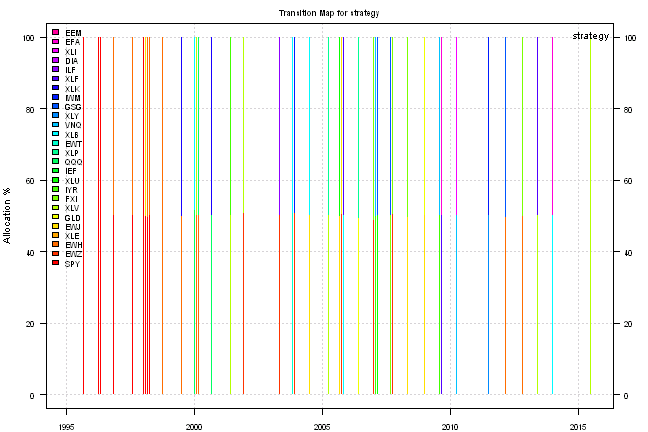 Transition Map for strategy
strategy
100
80
60
40
20
0
Allocation %
EEM
EFA
XLI
DIA
ILF
XLF
XLK
IWM
GSG
XLY
VNQ
XLB
EWT
XLP
QQQ
IEF
XLU
IYR
FXI
XLV
GLD
EWJ
XLE
EWH
EWZ
SPY
100
80
60
40
20
0
1995
2000
2005
2010
2015